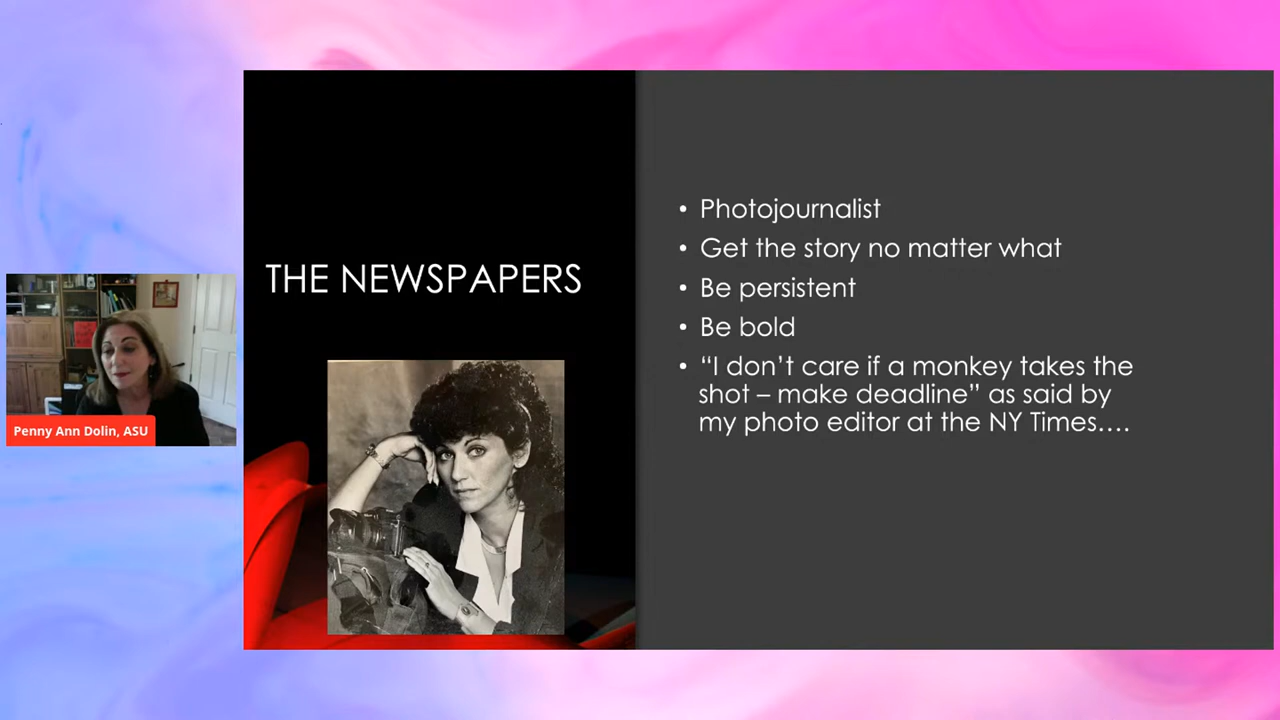 Penny Ann Dolin, ASU
THE NEWSPAPERS
• Photojournalist
• Get the story no matter what
• Be persistent
• Be bold
• “I don’t care if a monkey takes the
shot – make deadline” as said by
my photo editor at the NY Times….